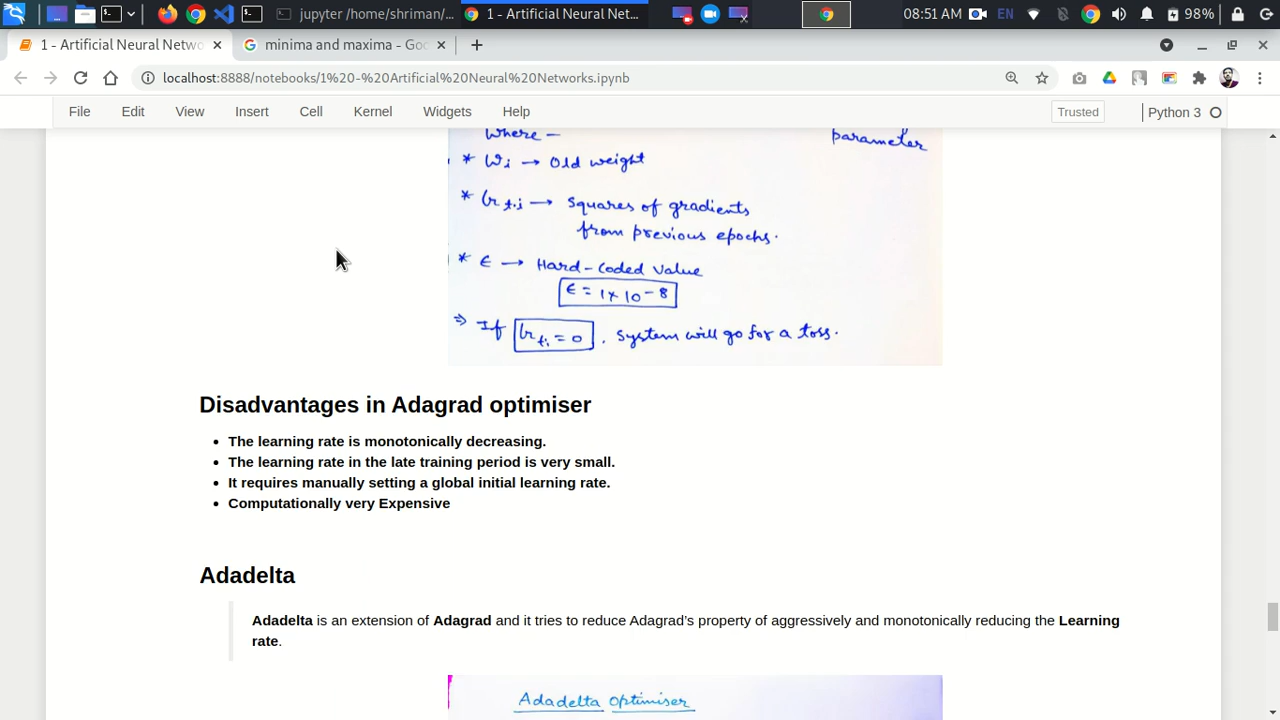 jupyter /home/shriman/...
1 - Artificial Neural Net...
08:51 AM
EN
98%
1 - Artificial Neural Netwo
minima and maxima - Goo
localhost:8888/notebooks/1%20-%20Artificial%20Neural%20Networks.ipynb
File Edit View Insert Cell Kernel Widgets Help
Trusted
Python 3
Where – parameter
* Wi → Old weight
* Gr t.i → Squares of gradients
from previous epochs.
* ϵ → Hard-Coded Value
ϵ = 1 x 10 -8
⇒ If Gr ti = 0 . System will go for a toss.
Disadvantages in Adagrad optimiser
• The learning rate is monotonically decreasing.
• The learning rate in the late training period is very small.
• It requires manually setting a global initial learning rate.
• Computationally very Expensive
Adadelta
Adadelta is an extension of Adagrad and it tries to reduce Adagrad’s property of aggressively and monotonically reducing the Learning
rate.
Adadelta Optimiser